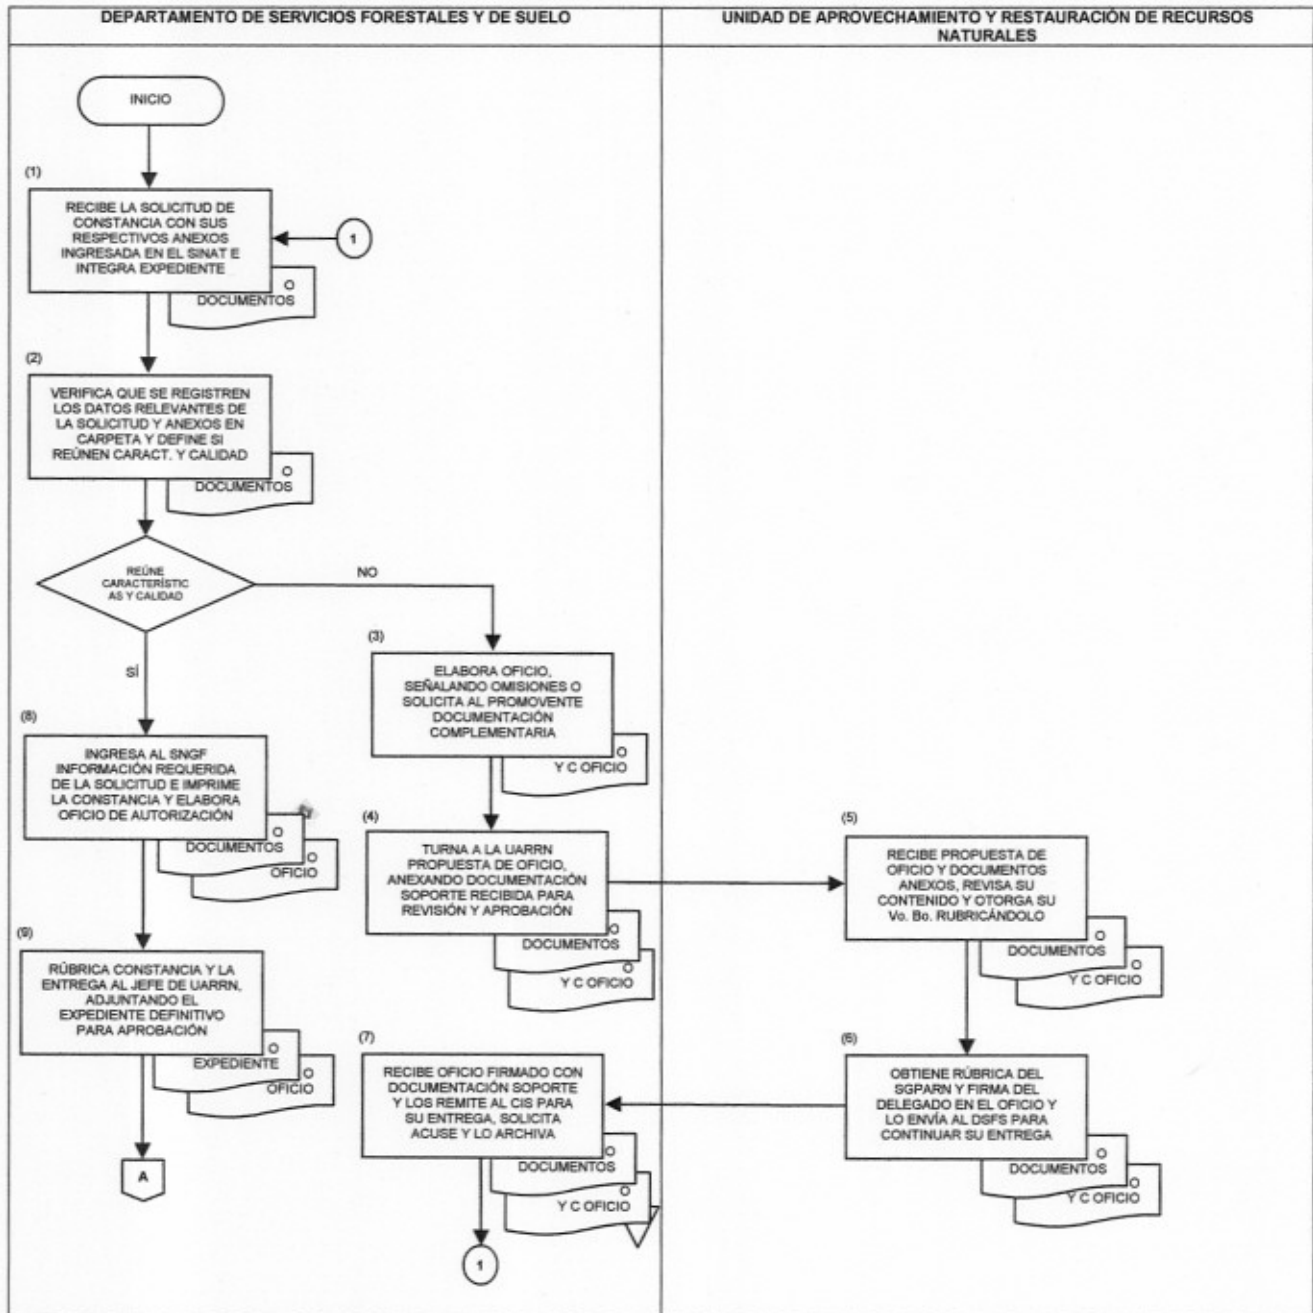 DEPARTAMENTO DE SERVICIOS FORESTALES Y DE SUELO
UNIDAD DE APROVECHAMIENTO Y RESTAURACIÓN DE RECURSOS
NATURALES
INICIO
(1)
RECIBE LA SOLICITUD DE
CONSTANCIA CON SUS
RESPECTIVOS ANEXOS
INGRESADA EN EL SINAT E
INTEGRA EXPEDIENTE
1
O
DOCUMENTOS
(2)
VERIFICA QUE SE REGISTREN
LOS DATOS RELEVANTES DE
LA SOLICITUD Y ANEXOS EN
CARPETA Y DEFINE SI
REÚNEN CARACT. Y CALIDAD
O
DOCUMENTOS
REÚNE
CARACTERÍSTIC
AS Y CALIDAD
NO
SÍ
(3)
ELABORA OFICIO,
SEÑALANDO OMISIONES O
SOLICITA AL PROMOVENTE
DOCUMENTACIÓN
COMPLEMENTARIA
O
Y C OFICIO
(8)
INGRESA AL SNGF
INFORMACIÓN REQUERIDA
DE LA SOLICITUD E IMPRIME
LA CONSTANCIA Y ELABORA
OFICIO DE AUTORIZACIÓN
O
DOCUMENTOS
O
OFICIO
(4)
TURNA A LA UARRN
PROPUESTA DE OFICIO,
ANEXANDO DOCUMENTACIÓN
SOPORTE RECIBIDA PARA
REVISIÓN Y APROBACIÓN
O
DOCUMENTOS
O
Y C OFICIO
(5)
RECIBE PROPUESTA DE
OFICIO Y DOCUMENTOS
ANEXOS, REVISA SU
CONTENIDO Y OTORGA SU
Vo. Bo. RUBRICÁNDOLO
O
DOCUMENTOS
O
Y C OFICIO
(9)
RÚBRICA CONSTANCIA Y LA
ENTREGA AL JEFE DE UARRN,
ADJUNTANDO EL
EXPEDIENTE DEFINITIVO
PARA APROBACIÓN
O
EXPEDIENTE
O
OFICIO
A
(7)
RECIBE OFICIO FIRMADO CON
DOCUMENTACIÓN SOPORTE
Y LOS REMITE AL CIS PARA
SU ENTREGA, SOLICITA
ACUSE Y LO ARCHIVA
O
DOCUMENTOS
O
Y C OFICIO
1
(6)
OBTIENE RÚBRICA DEL
SGPARN Y FIRMA DEL
DELEGADO EN EL OFICIO Y
LO ENVÍA AL DSFS PARA
CONTINUAR SU ENTREGA
O
DOCUMENTOS
O
Y C OFICIO